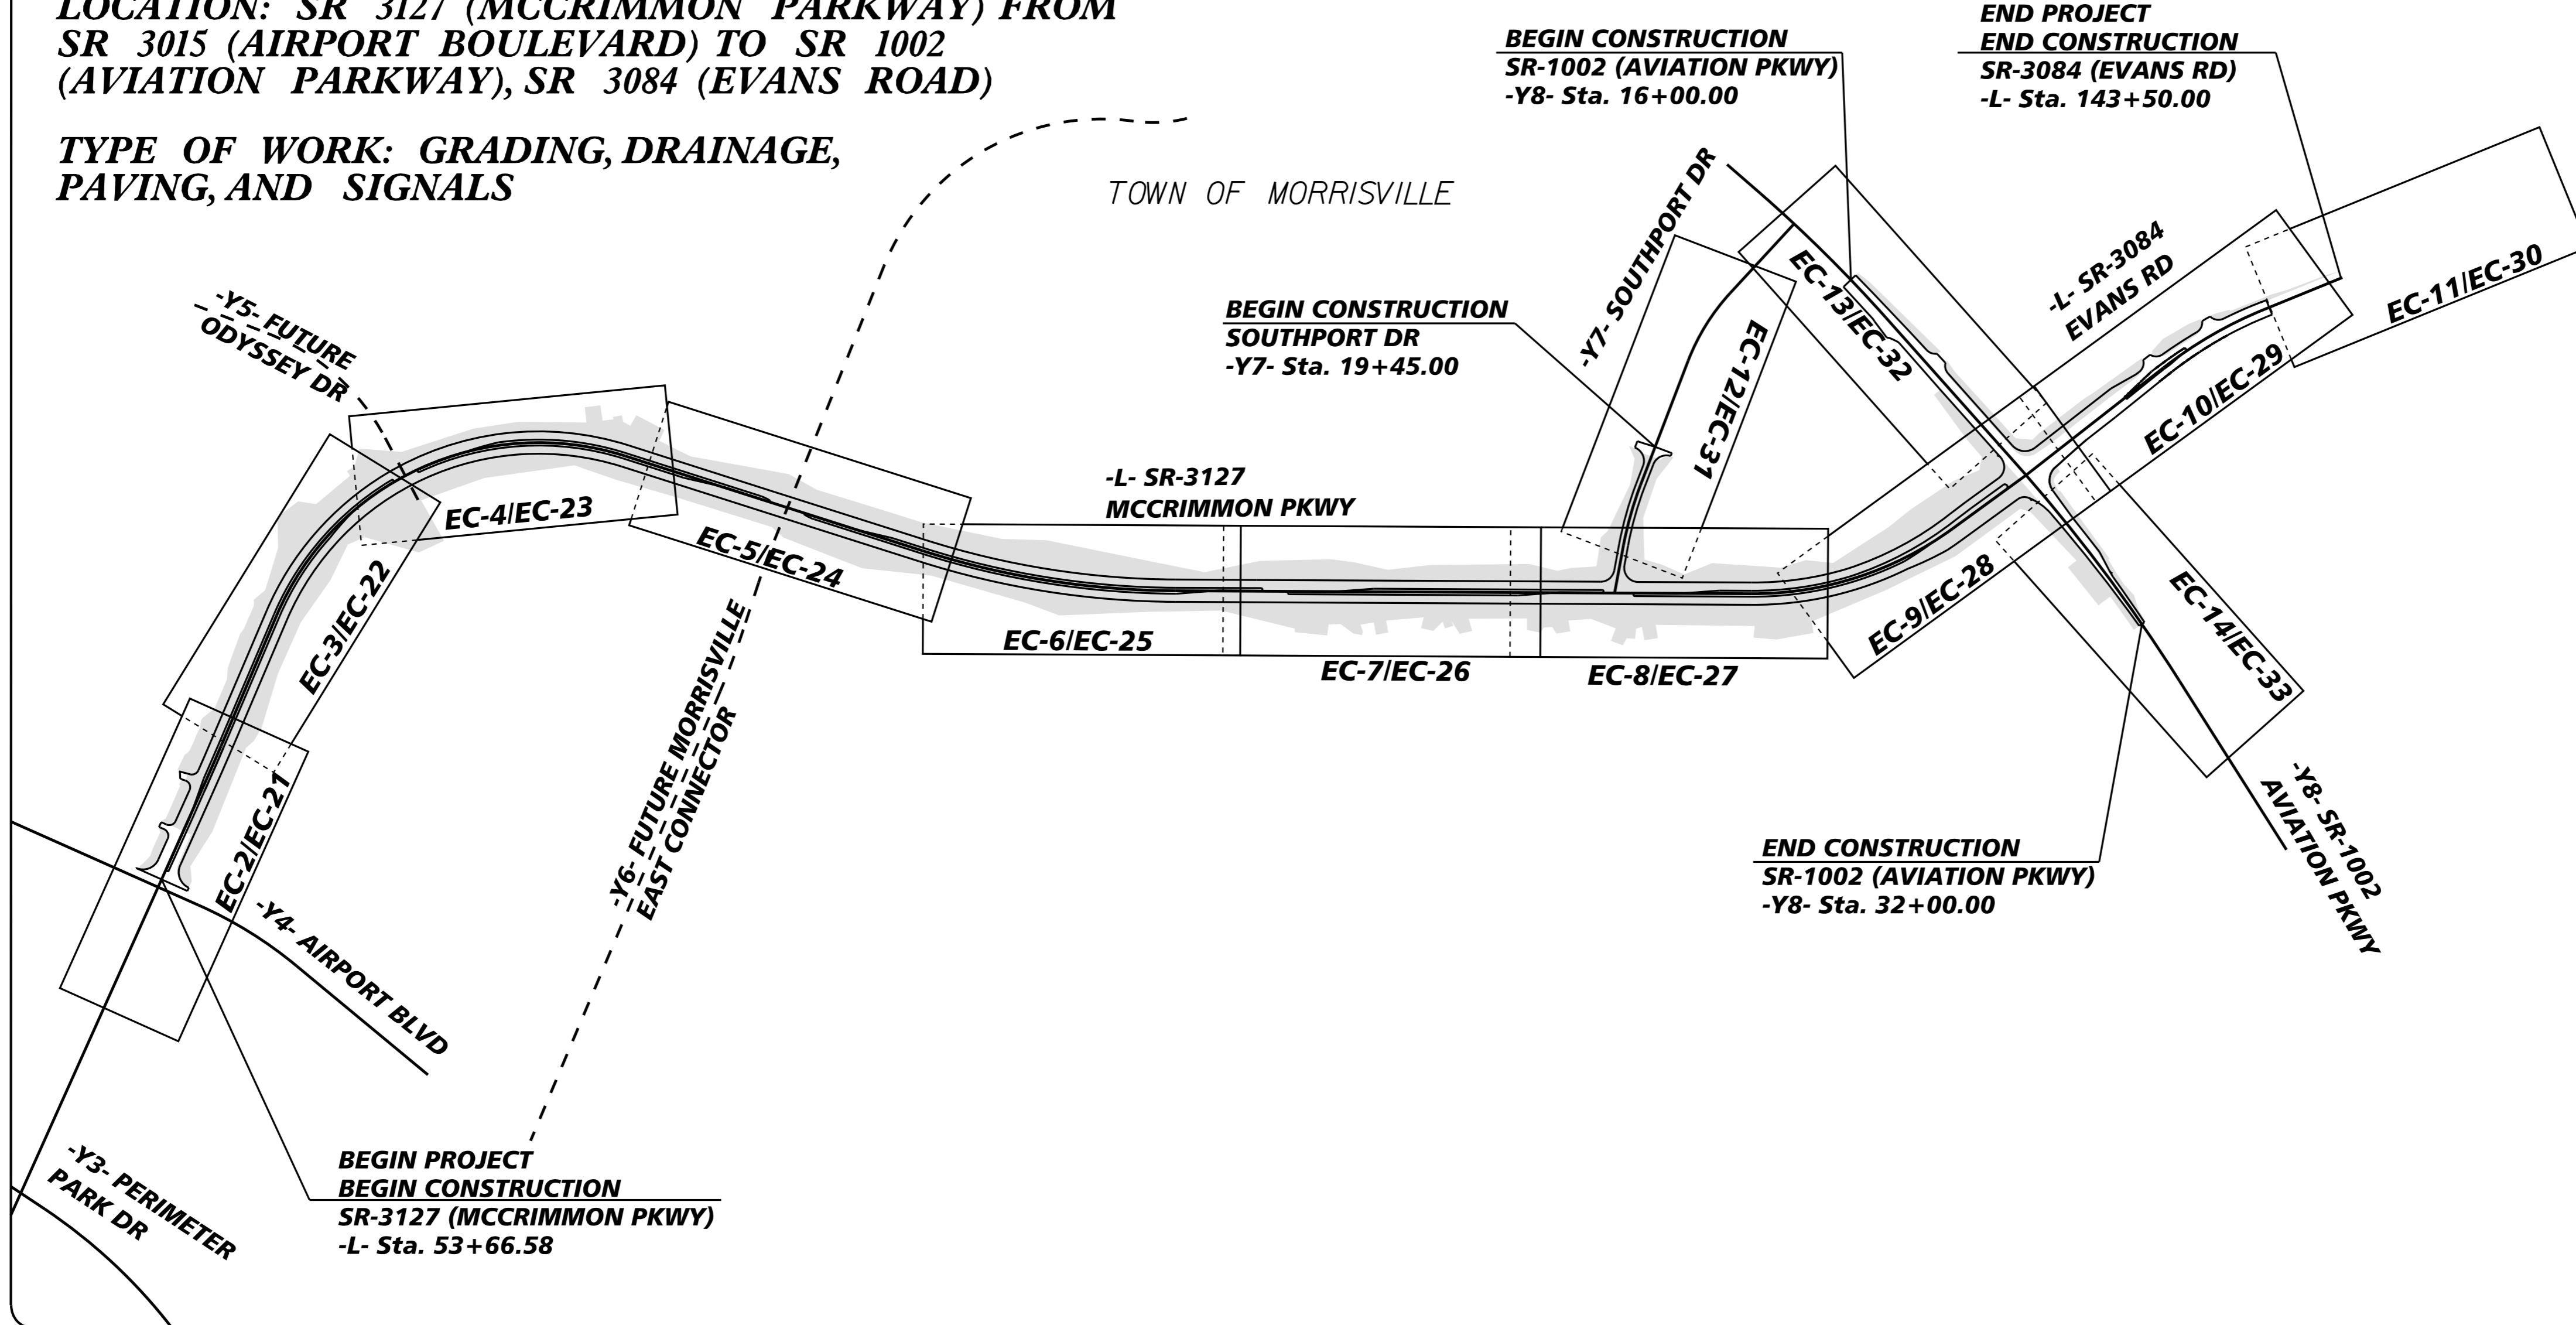 LOCATION: SR 3127 (MCCRIMMON PARKWAY) FROM
SR 3015 (AIRPORT BOULEVARD) TO SR 1002
(AVIATION PARKWAY), SR 3084 (EVANS ROAD)
TYPE OF WORK: GRADING, DRAINAGE,
PAVING, AND SIGNALS
BEGIN CONSTRUCTION
SR-1002 (AVIATION PKWY)
-Y8- Sta. 16+00.00
END PROJECT
END CONSTRUCTION
SR-3084 (EVANS RD)
-L- Sta. 143+50.00
TOWN OF MORRISVILLE
-Y7- SOUTHPORT DR
EC-13/EC-32
-L- SR-3084
EVANS RD
EC-11/EC-30
-Y5- FUTURE
ODYSSEY DR
BEGIN CONSTRUCTION
SOUTHPORT DR
-Y7- Sta. 19+45.00
EC-12/EC-31
EC-10/EC-29
-L- SR-3127
MCCRIMMON PKWY
EC-4/EC-23
EC-5/EC-24
EC-3/EC-22
EC-6/EC-25
EC-7/EC-26
EC-8/EC-27
EC-9/EC-28
EC-14/EC-33
-Y6- FUTURE MORRISVILLE
EAST CONNECTOR
EC-2/EC-21
-Y4- AIRPORT BLVD
END CONSTRUCTION
SR-1002 (AVIATION PKWY)
-Y8- Sta. 32+00.00
-Y8- SR-1002
AVIATION PKWY
-Y3- PERIMETER
PARK DR
BEGIN PROJECT
BEGIN CONSTRUCTION
SR-3127 (MCCRIMMON PKWY)
-L- Sta. 53+66.58